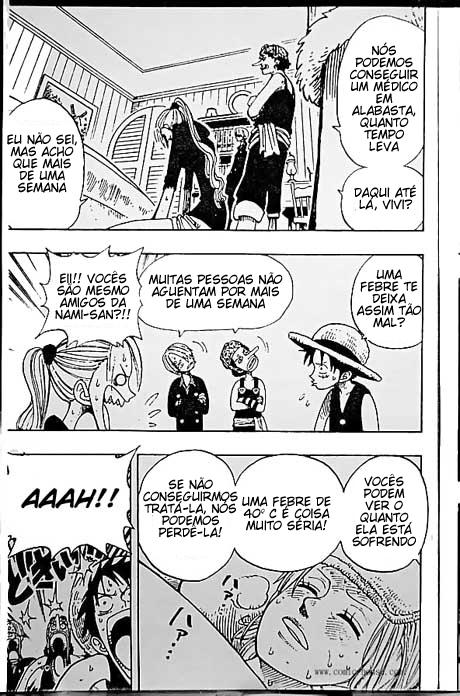 NÓS
PODEMOS
CONSEGUIR
UM MÉDICO
EM
ALABASTA,
QUANTO
TEMPO
LEVA
DAQUI ATÉ
LÁ, VIVI?
EU NÃO SEI,
MAS ACHO
QUE MAIS
DE UMA
SEMANA
UMA
FEBRE TE
DEIXA
ASSIM TÃO
MAL?
MUITAS PESSOAS NÃO
AGUENTAM POR MAIS
DE UMA SEMANA
EII!! VOCÊS
SÃO MESMO
AMIGOS DA
NAMI-SAN?!!
VOCÊS
PODEM
VER O
QUANTO
ELA ESTÁ
SOFRENDO
UMA FEBRE DE
40° C É COISA
MUITO SÉRIA!
SE NÃO
CONSEGUIRMOS
TRATÁ-LA, NÓS
PODEMOS
PERDÊ-LA!
AAAH!!